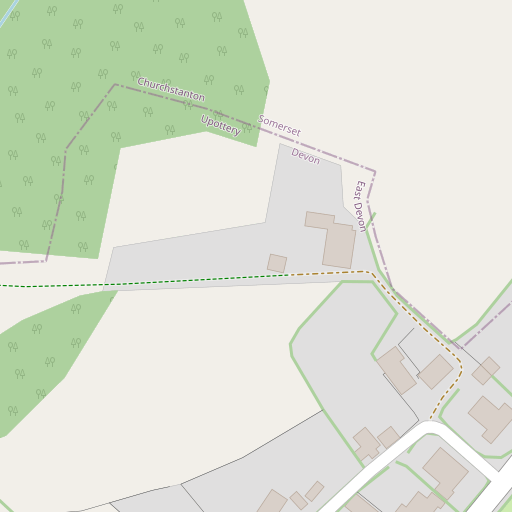 Churchstanton
Upottery
Somerset
Devon
East Devon